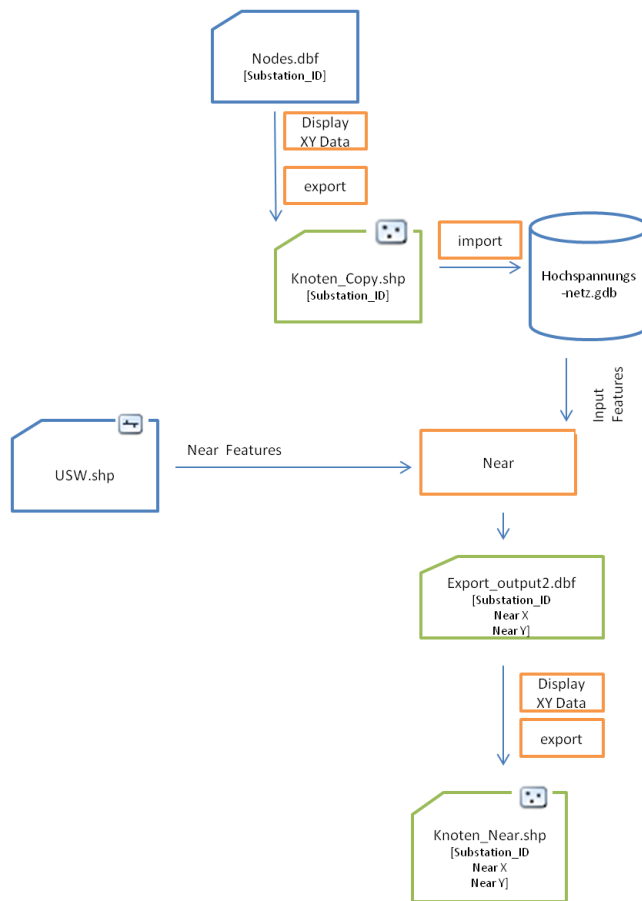 Nodes.dbf
[Substation_ID]
Display
XY Data
export
Knoten_Copy.shp
[Substation_ID]
import
Hochspannungs
-netz.gdb
Input
Features
USW.shp
Near Features
Near
Export_output2.dbf
[Substation_ID
Near X
Near Y]
Display
XY Data
export
Knoten_Near.shp
[Substation_ID
Near X
Near Y]